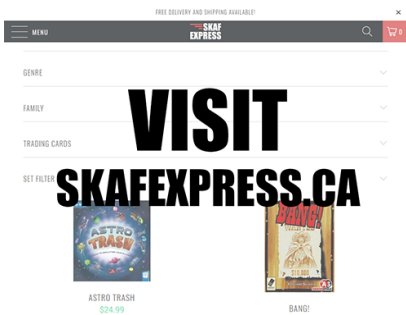 FREE DELIVERY AND SHIPPING AVAILABLE!
MENU
SKAF
EXPRESS
0
GENRE
FAMILY
VISIT
TRADING CARDS
SET FILTER
SKAFEXPRESS.CA
ASTRO
TRASH
BANG!
ASTRO TRASH
$24.99
BANG!